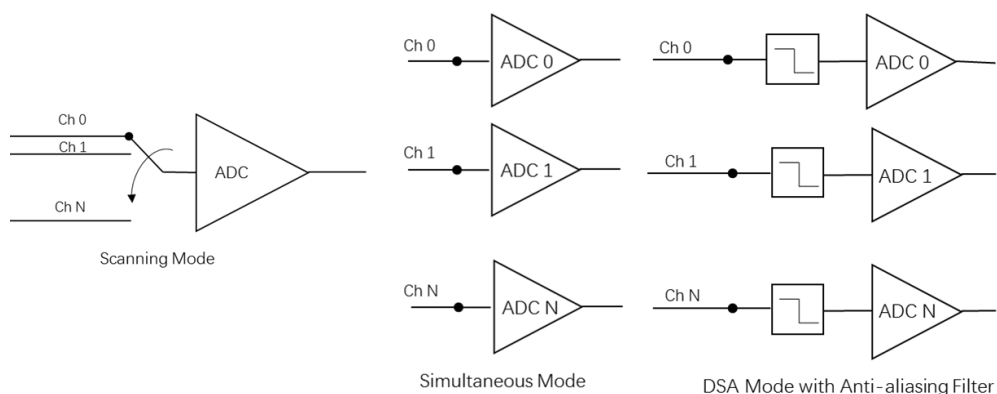 Ch 0
Ch 1
Ch N
ADC
Scanning Mode
Ch 0
ADC 0
Ch 1
ADC 1
Ch N
ADC N
Simultaneous Mode
Ch 0
ADC 0
Ch 1
ADC 1
Ch N
ADC N
DSA Mode with Anti-aliasing Filter